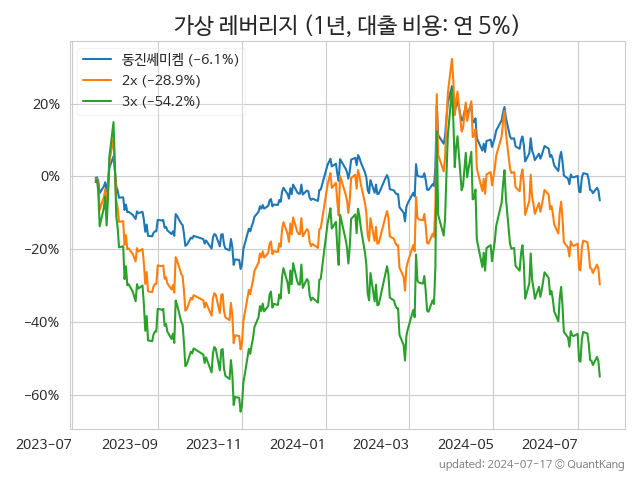 가상 레버리지 (1년, 대출 비용: 연 5%)
동진쎄미켐 (−6.1%)
2x (−28.9%)
3x (−54.2%)
20%
0%
−20%
−40%
−60%
2023-07 2023-09 2023-11 2024-01 2024-03 2024-05 2024-07
updated: 2024-07-17 © QuantKang